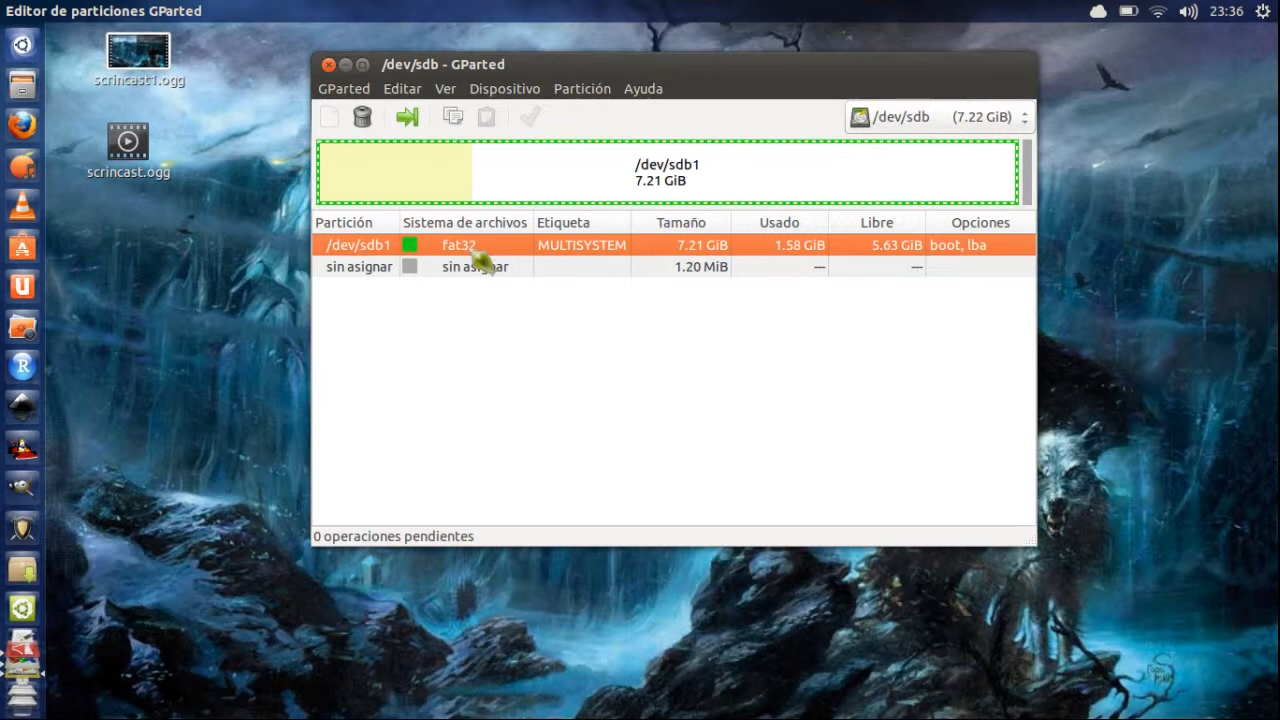 Editor de particiones GParted
23:36
scrincast1.ogg
scrincast.ogg
/dev/sdb - GParted
GParted Editar Ver Dispositivo Partición Ayuda
/dev/sdb (7.22 GiB)
/dev/sdb1
7.21 GiB
Partición Sistema de archivos Etiqueta Tamaño Usado Libre Opciones
/dev/sdb1 fat32 MULTISYSTEM 7.21 GiB 1.58 GiB 5.63 GiB boot, lba
sin asignar sin asignar 1.20 MiB — —
0 operaciones pendientes